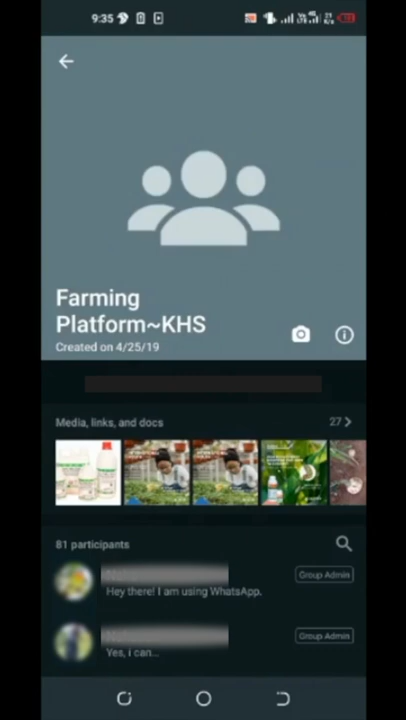 9:35
Farming
Platform~KHS
Created on 4/25/19
Media, links, and docs
27
81 participants
Group Admin
Hey there! I am using WhatsApp.
Group Admin
Yes, i can...